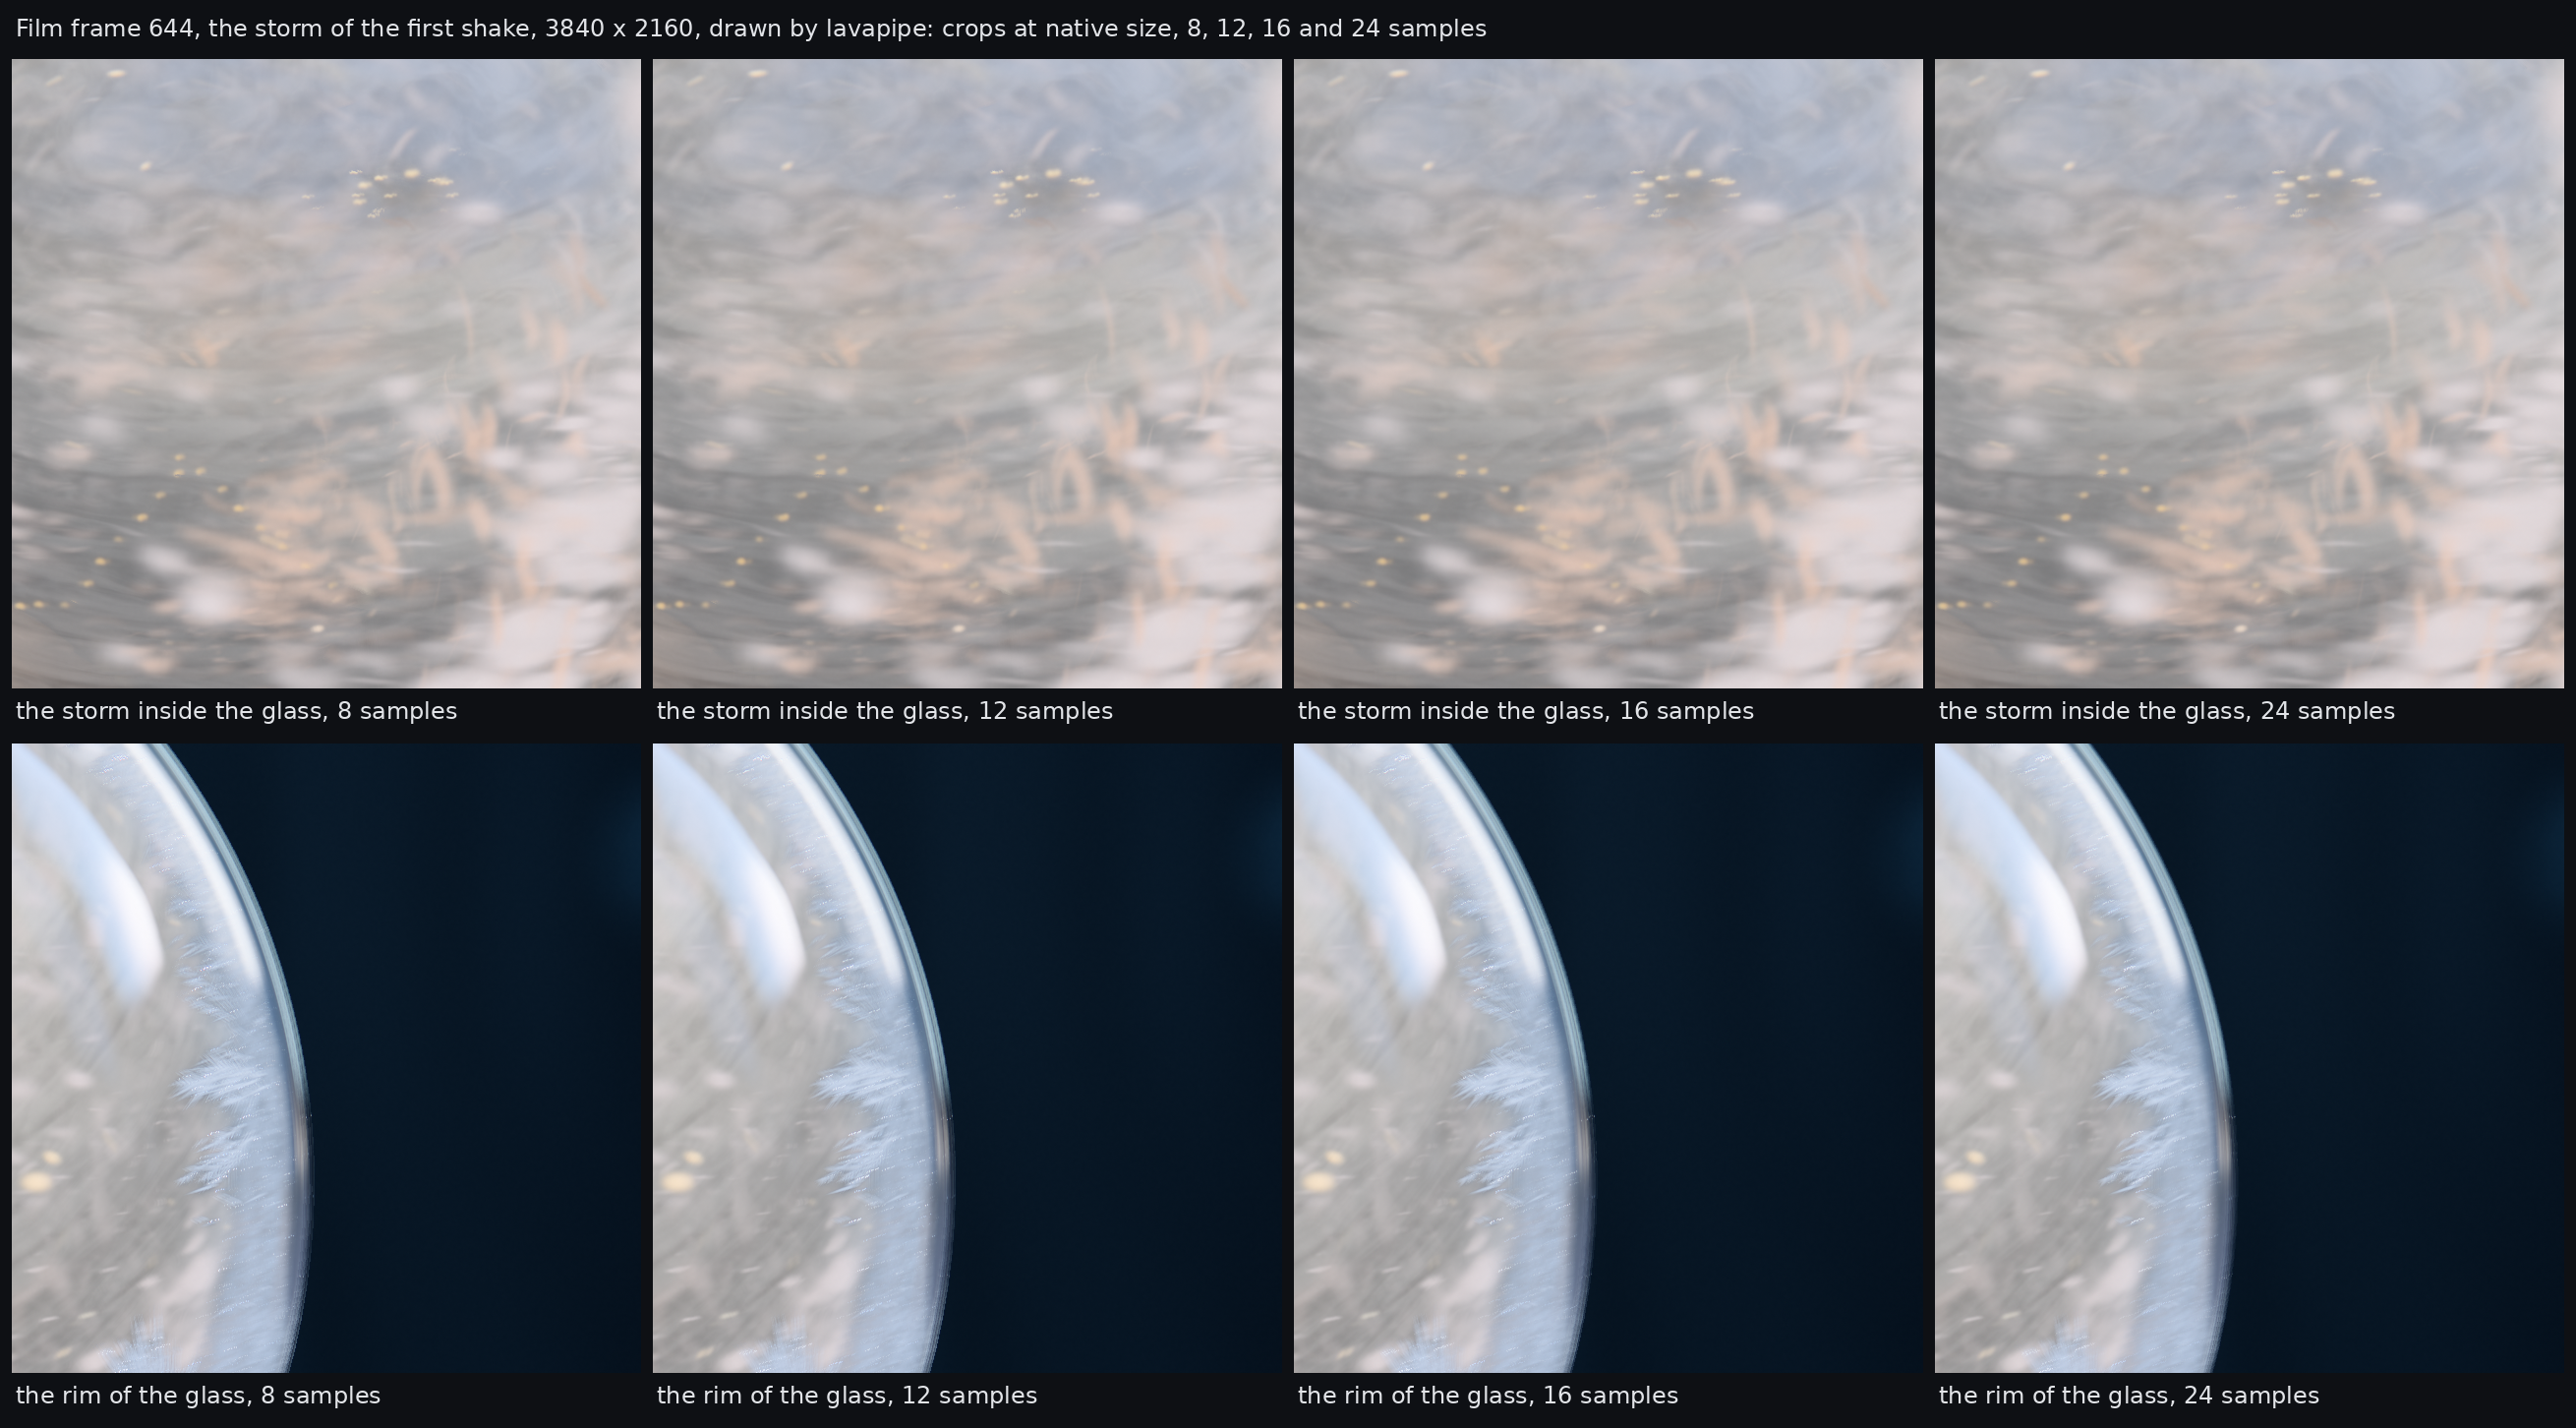 Film frame 644, the storm of the first shake, 3840 x 2160, drawn by lavapipe: crops at native size, 8, 12, 16 and 24 samples
the storm inside the glass, 8 samples
the storm inside the glass, 12 samples
the storm inside the glass, 16 samples
the storm inside the glass, 24 samples
the rim of the glass, 8 samples
the rim of the glass, 12 samples
the rim of the glass, 16 samples
the rim of the glass, 24 samples